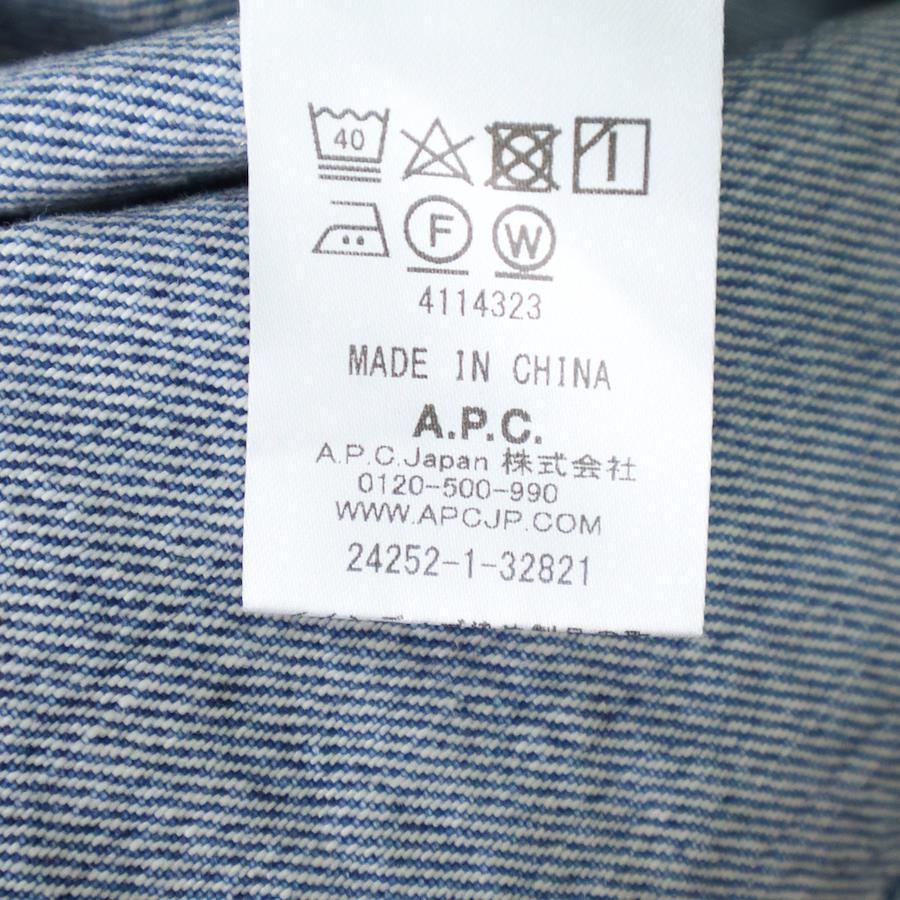 40
F W
4114323
MADE IN CHINA
A.P.C.
A.P.C.Japan 株式会社
0120-500-990
WWW.APCJP.COM
24252-1-32821